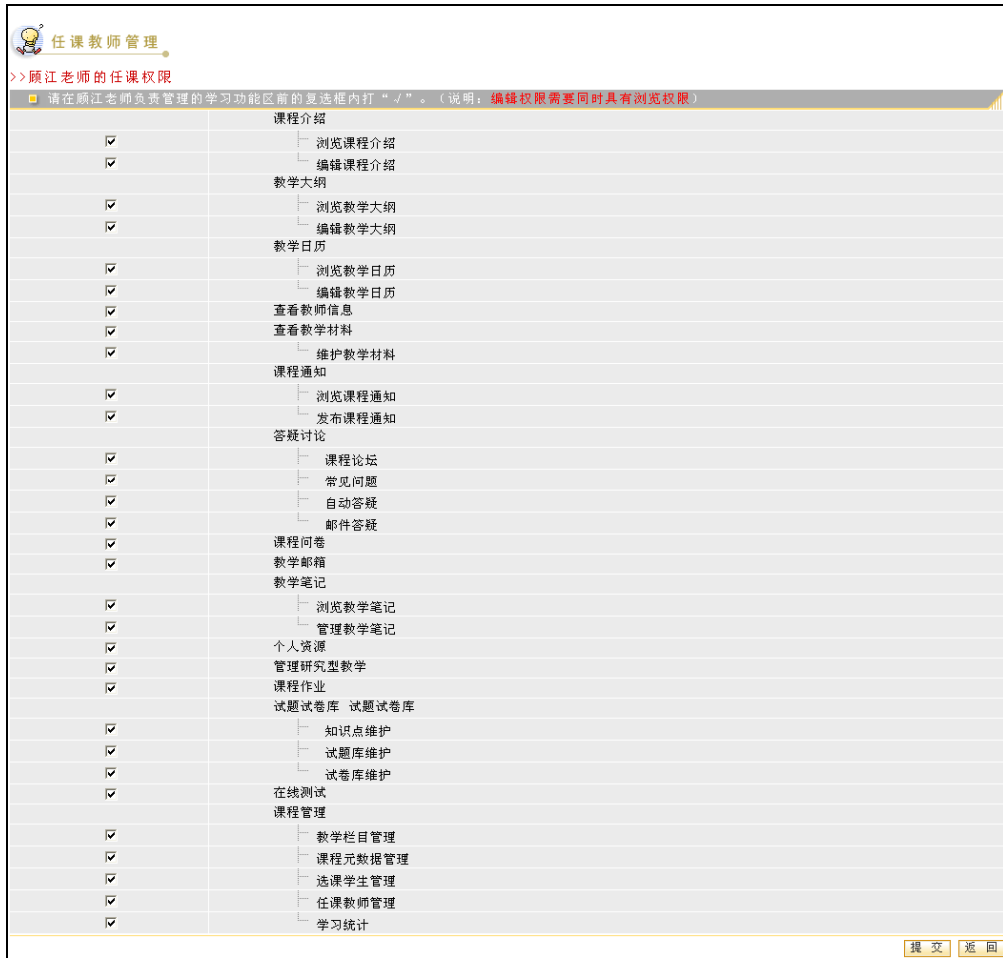 任课教师管理
>>顾江老师的任课权限
请在顾江老师负责管理的学习功能区前的复选框内打“√”。（说明：编辑权限需要同时具有浏览权限）
课程介绍
浏览课程介绍
编辑课程介绍
教学大纲
浏览教学大纲
编辑教学大纲
教学日历
浏览教学日历
编辑教学日历
查看教师信息
查看教学材料
维护教学材料
课程通知
浏览课程通知
发布课程通知
答疑讨论
课程论坛
常见问题
自动答疑
邮件答疑
课程问卷
教学邮箱
教学笔记
浏览教学笔记
管理教学笔记
个人资源
管理研究型教学
课程作业
试题试卷库 试题试卷库
知识点维护
试题库维护
试卷库维护
在线测试
课程管理
教学栏目管理
课程元数据管理
选课学生管理
任课教师管理
学习统计
提 交 返 回